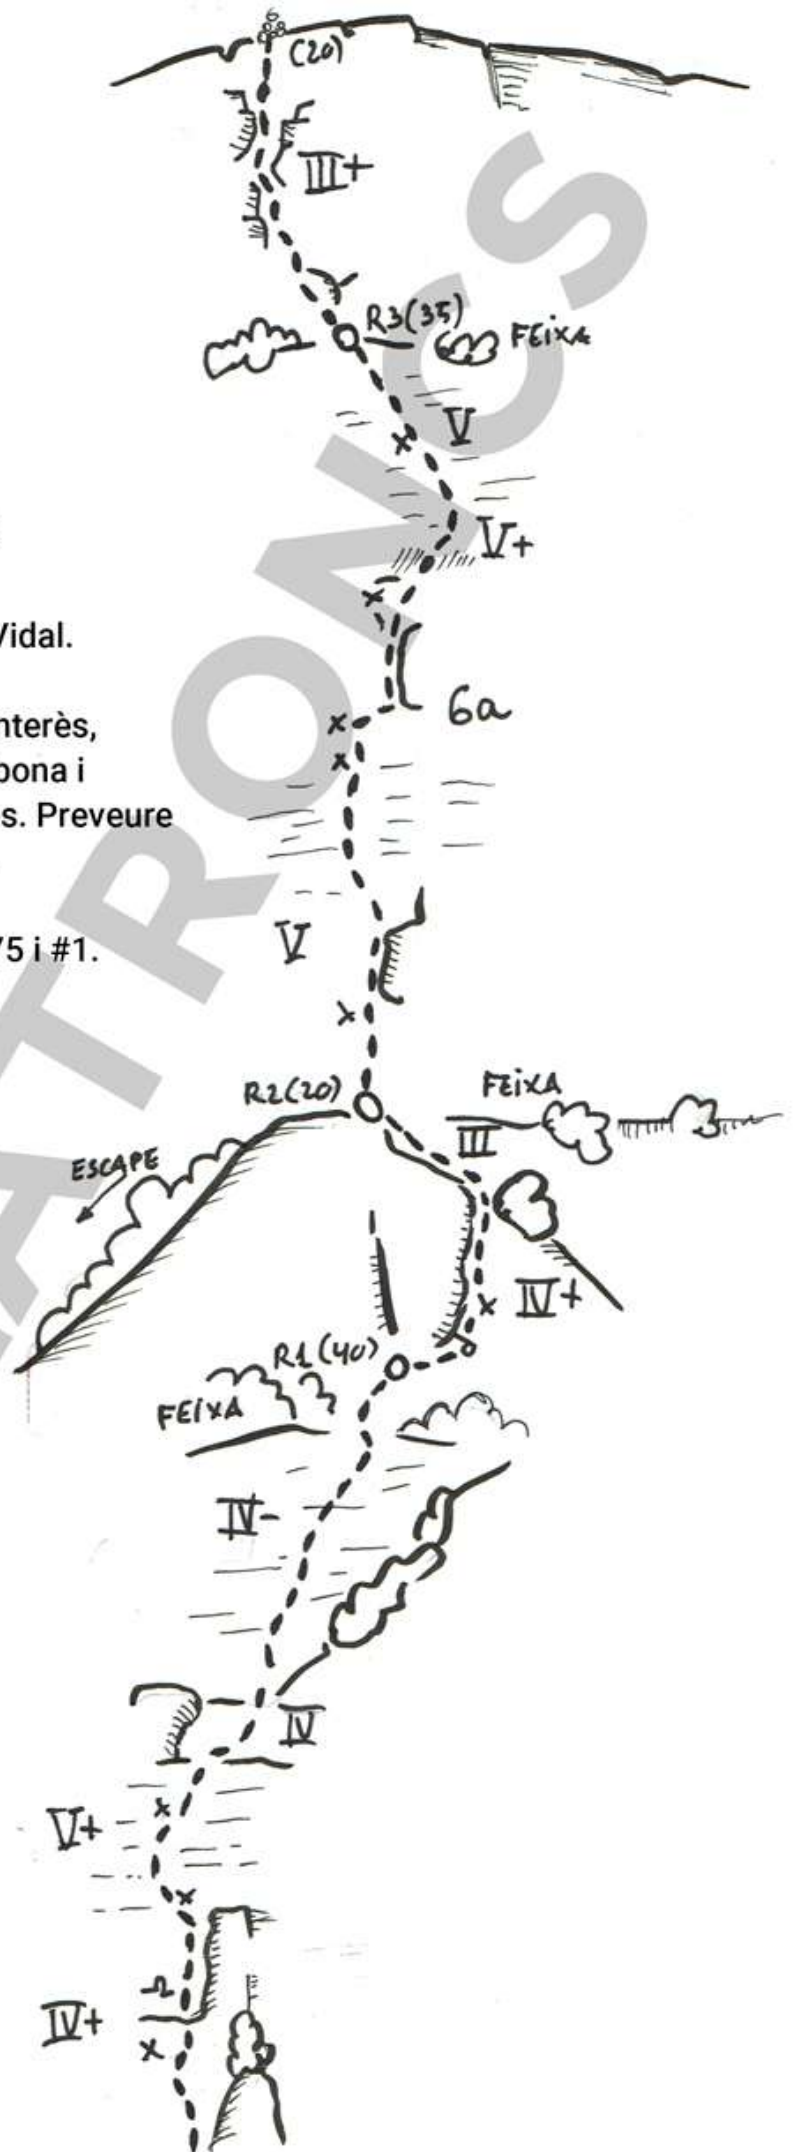 (20)
III+
R3(35)
FEIXA
V
V+
Vidal.
nterès,
6a
bona i
s. Preveure
V
75 i #1.
R2(20)
FEIXA
III
ESCAPE
IV+
R1(40)
FEIXA
IV-
IV
V+
IV+
ATRONCS